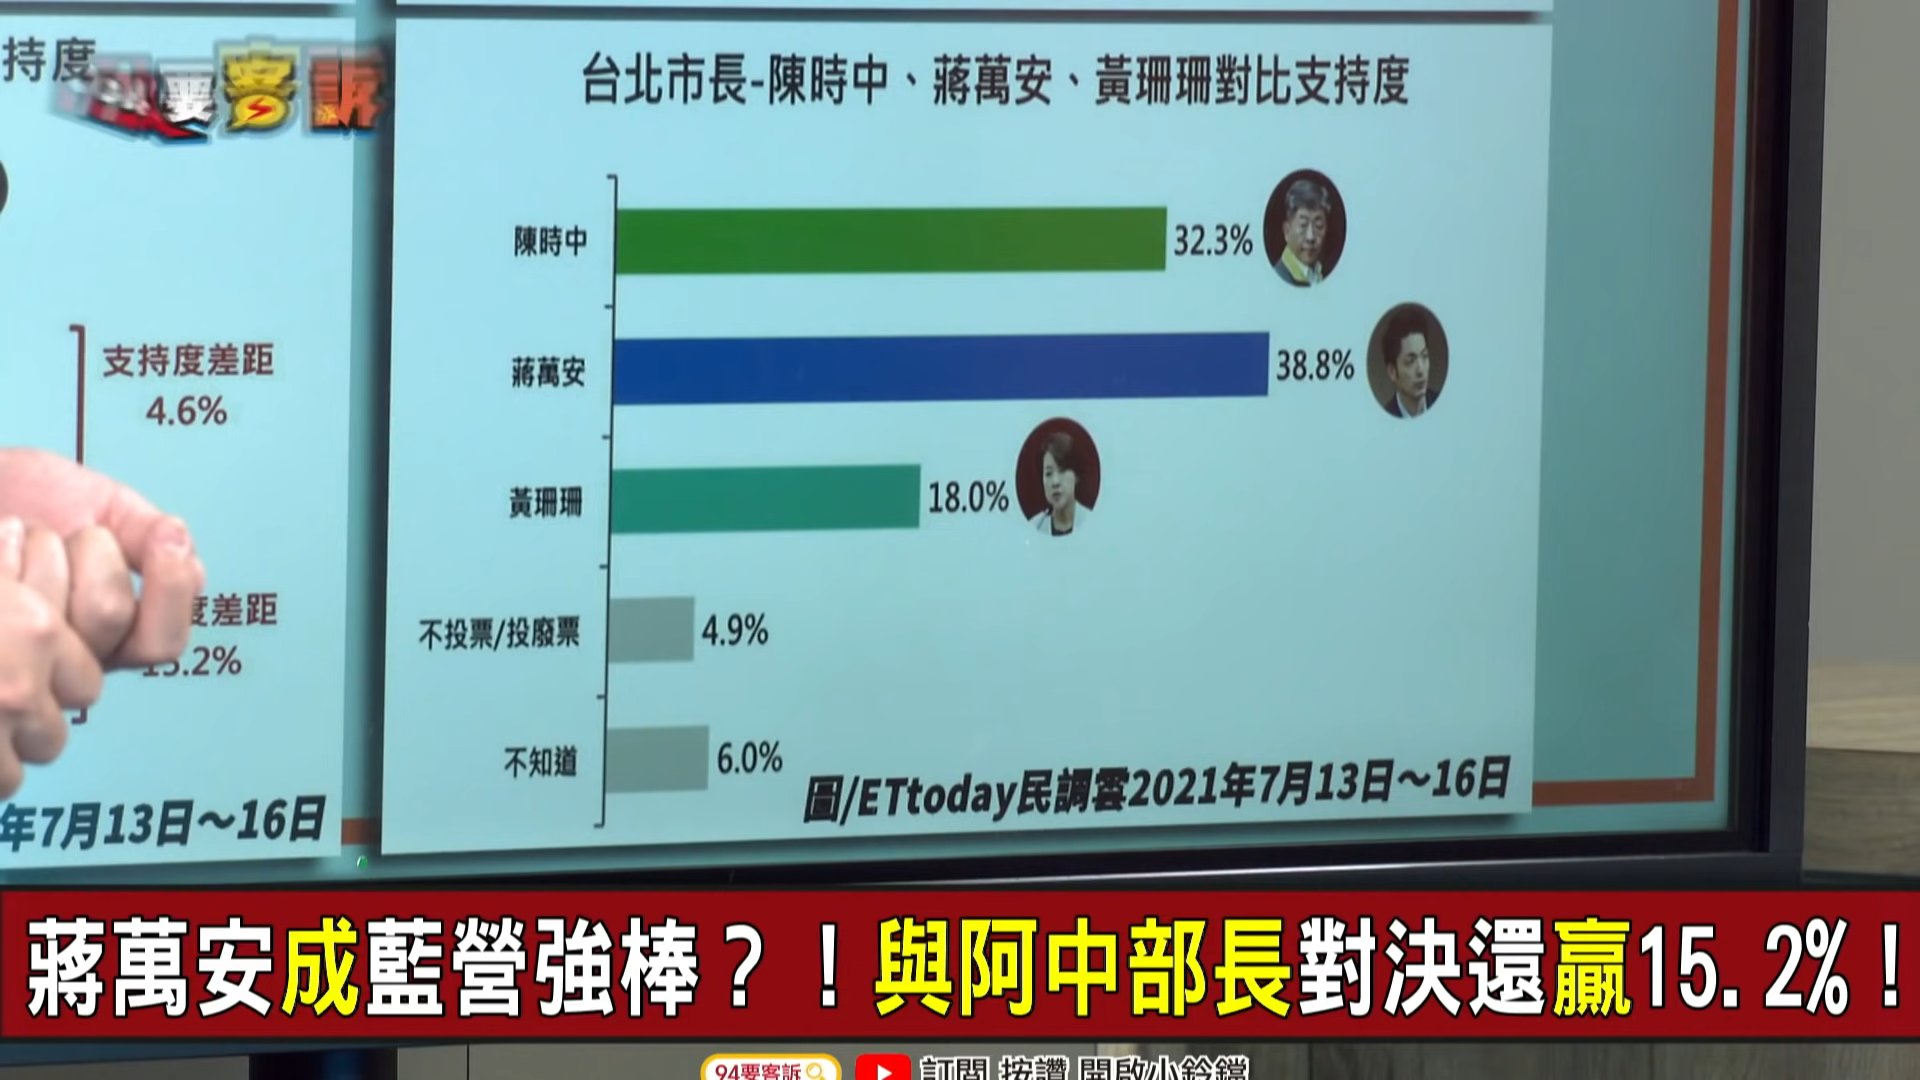 持度
要客訴
支持度差距
4.6%
度差距
15.2%
年7月13日～16日
台北市長-陳時中、蔣萬安、黃珊珊對比支持度
陳時中
32.3%
蔣萬安
38.8%
黃珊珊
18.0%
不投票/投廢票
4.9%
不知道
6.0%
圖/ETtoday民調雲2021年7月13日～16日
蔣萬安成藍營強棒？！與阿中部長對決還贏15.2%！
94要客訴
訂閱 按讚 開啟小鈴鐺